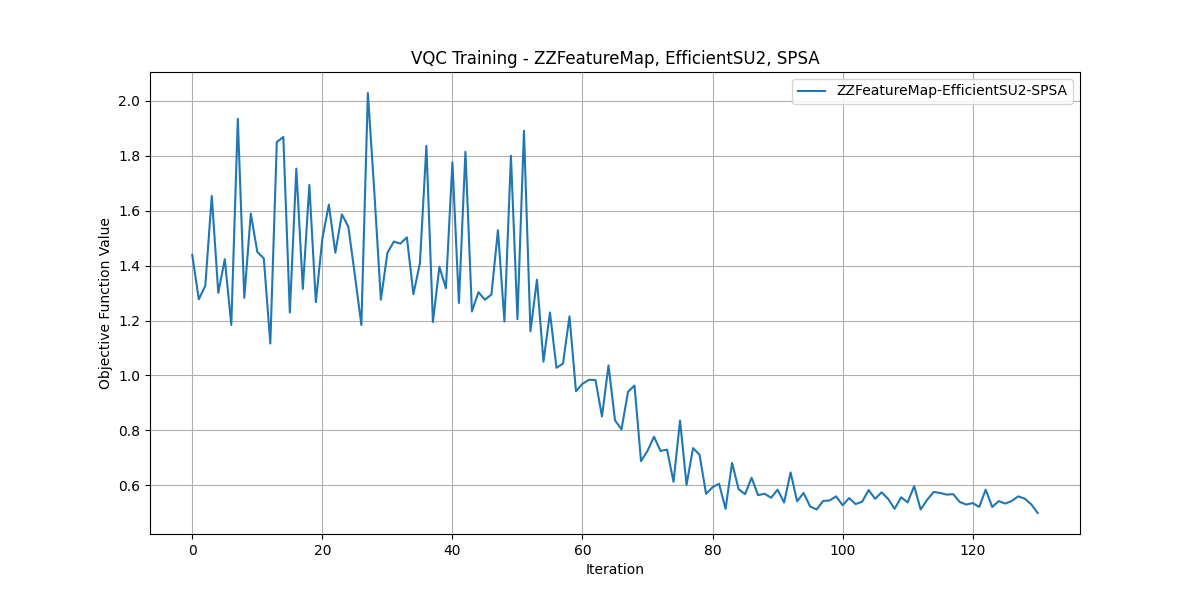 VQC Training - ZZFeatureMap, EfficientSU2, SPSA
ZZFeatureMap-EfficientSU2-SPSA
Objective Function Value
2.0
1.8
1.6
1.4
1.2
1.0
0.8
0.6
0 20 40 60 80 100 120
Iteration